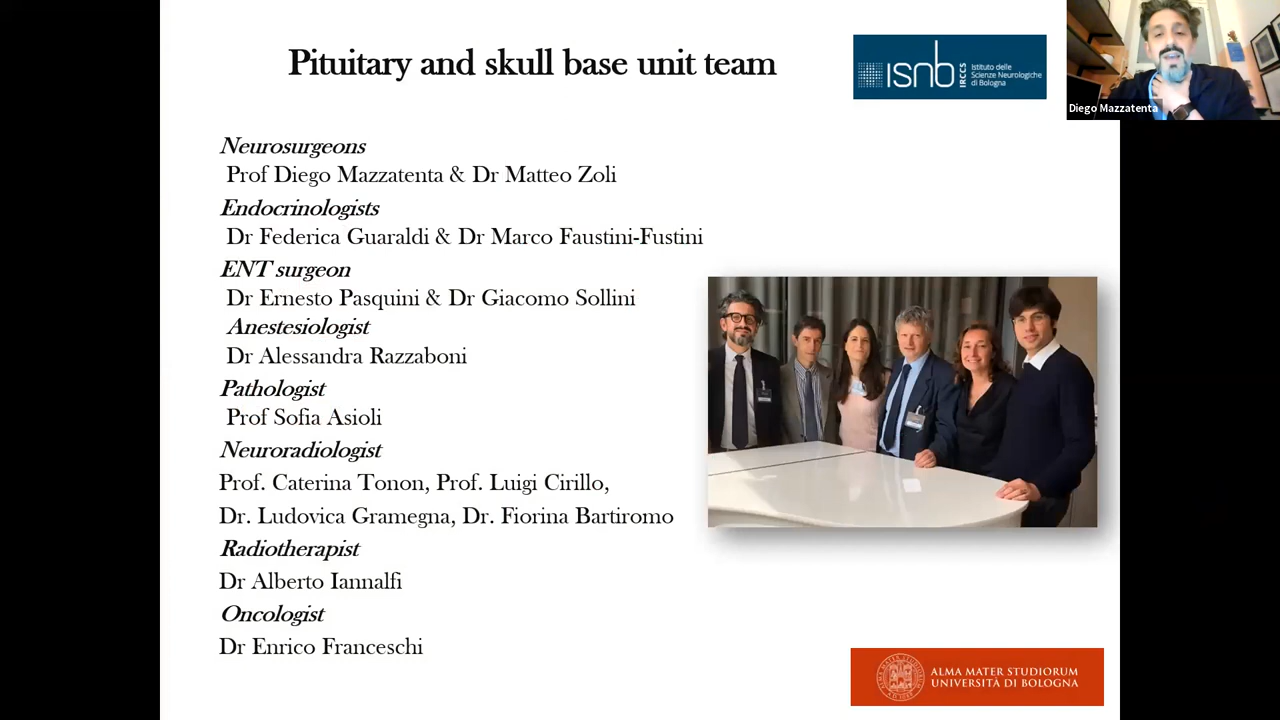 Pituitary and skull base unit team
isnb
IRCCS
Istituto delle
Scienze Neurologiche
di Bologna
Diego Mazzatenta
Neurosurgeons
Prof Diego Mazzatenta & Dr Matteo Zoli
Endocrinologists
Dr Federica Guaraldi & Dr Marco Faustini-Fustini
ENT surgeon
Dr Ernesto Pasquini & Dr Giacomo Sollini
Anestesiologist
Dr Alessandra Razzaboni
Pathologist
Prof Sofia Asioli
Neuroradiologist
Prof. Caterina Tonon, Prof. Luigi Cirillo,
Dr. Ludovica Gramegna, Dr. Fiorina Bartiromo
Radiotherapist
Dr Alberto Iannalfi
Oncologist
Dr Enrico Franceschi
ALMA MATER STUDIORUM
UNIVERSITÀ DI BOLOGNA